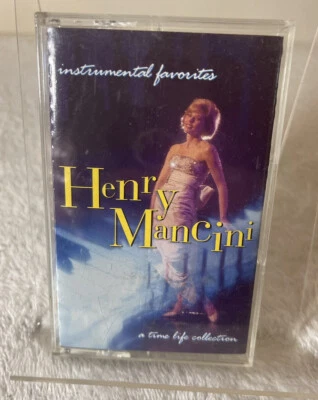 instrumental favorites
Henry
Mancini
a time life collection